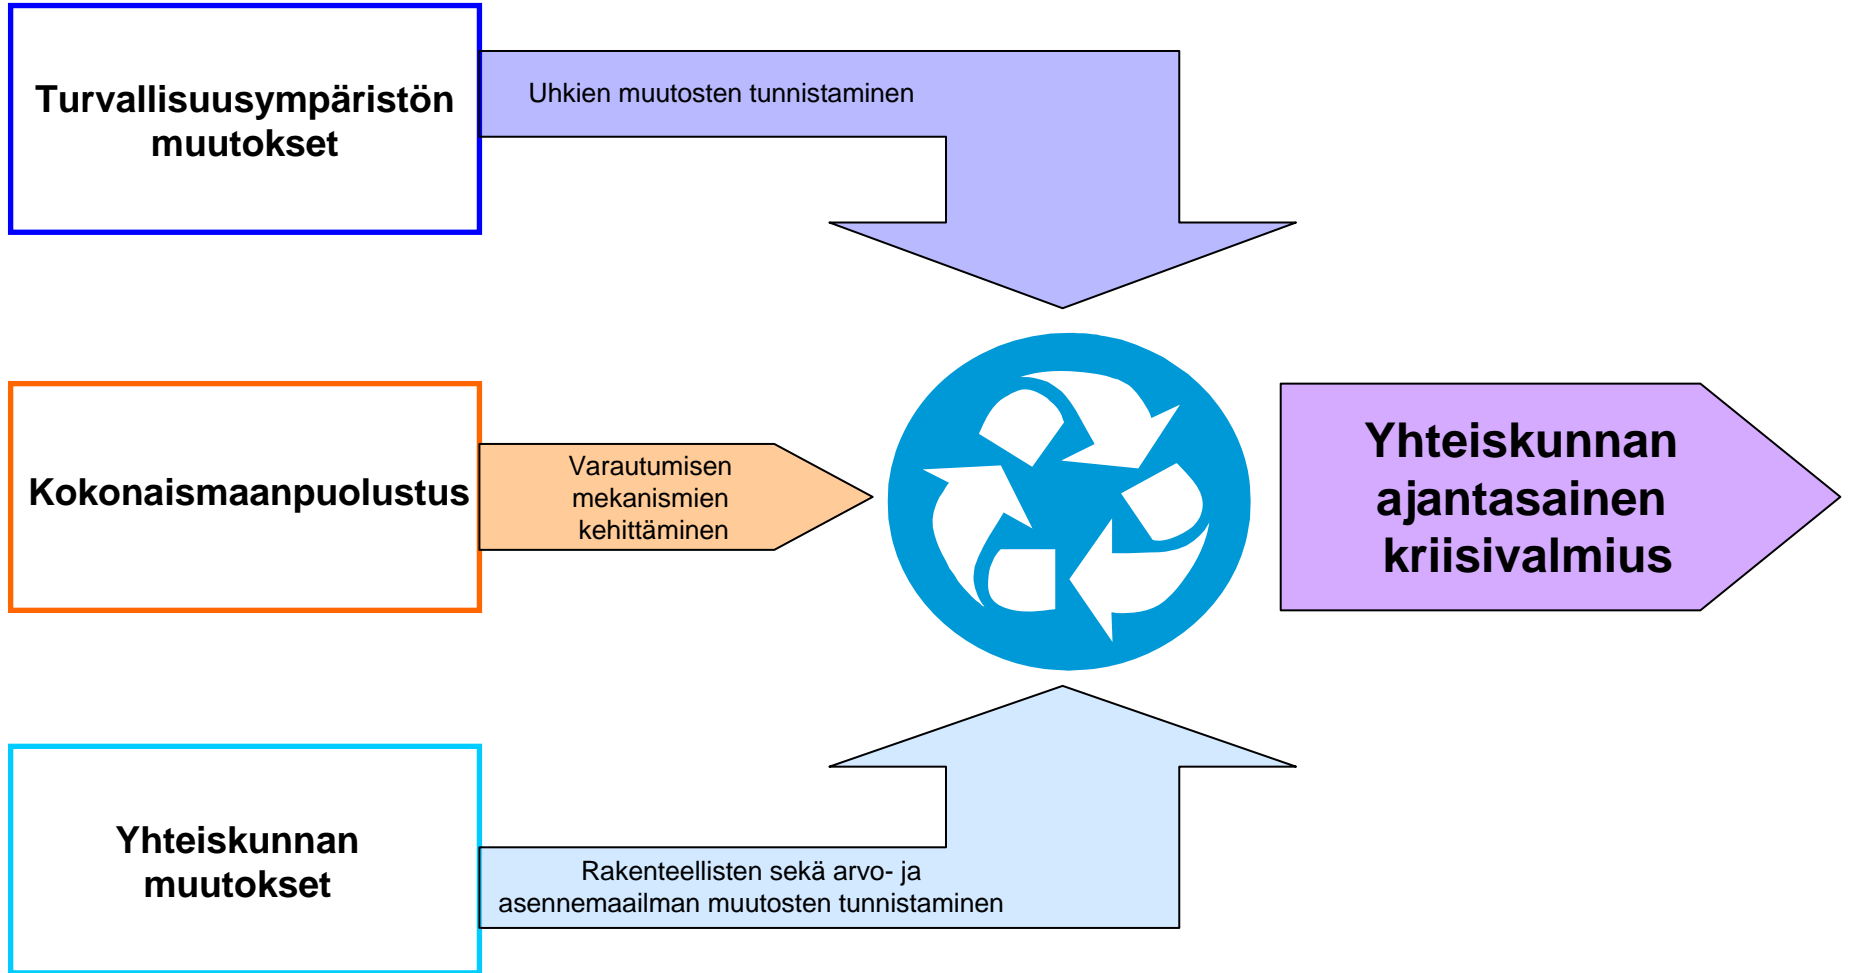 Turvallisuusympäristön
muutokset
Uhkien muutosten tunnistaminen
Kokonaismaanpuolustus
Varautumisen
mekanismien
kehittäminen
Yhteiskunnan
ajantasainen
kriisivalmius
Yhteiskunnan
muutokset
Rakenteellisten sekä arvo- ja
asennemaailman muutosten tunnistaminen